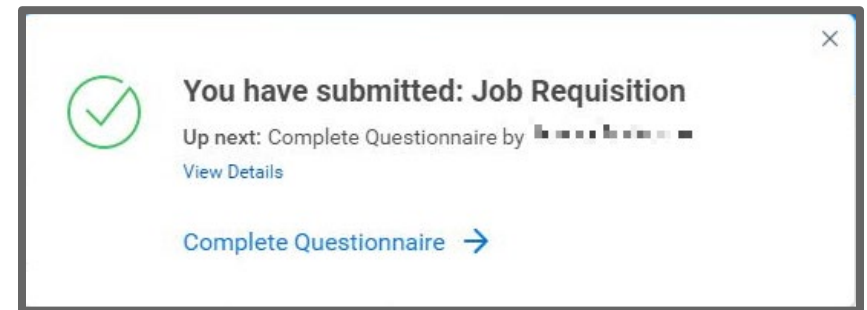 You have submitted: Job Requisition
Up next: Complete Questionnaire by
View Details
Complete Questionnaire